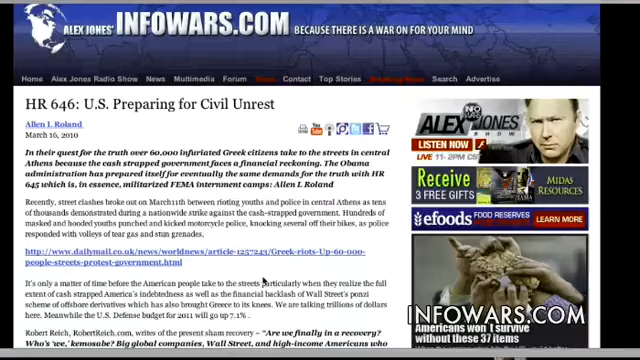 ALEX JONES' INFOWARS.COM BECAUSE THERE IS A WAR ON FOR YOUR MIND
Home Alex Jones Radio Show News Multimedia Forum Contact Top Stories Search Advertise
HR 646: U.S. Preparing for Civil Unrest
Allen L Roland
March 16, 2010
In their quest for the truth over 60.000 infuriated Greek citizens take to the streets in central
Athens because the cash strapped government faces a financial reckoning. The Obama
administration has prepared itself for eventually the same demands for the truth with HR
645 which is, in essence, militarized FEMA internment camps: Allen L Roland
Recently, street clashes broke out on March11th between rioting youths and police in central Athens as tens
of thousands demonstrated during a nationwide strike against the cash-strapped government. Hundreds of
masked and hooded youths punched and kicked motorcycle police, knocking several off their bikes, as police
responded with volleys of tear gas and stun grenades,
http://www.dailymail.co.uk/news/worldnews/article-1257243/Greek-riots-Up-60-000-
people-streets-protest-government.html
It's only a matter of time before the American people take to the streets particularly when they realize the full
extent of cash strapped America's indebtedness as well as the financial backlash of Wall Street's ponzi
scheme of offshore derivatives which has also brought Greece to its knees. We are talking trillions of dollars
here. Meanwhile the U.S. Defense budget for 2011 will go up 7.1% .
Robert Reich, RobertReich.com, writes of the present sham recovery ~ "Are we finally in a recovery?
Who's 'we,' kemosabe? Big global companies, Wall Street, and high-income Americans who
INFO WARS
ALEX JONES
SHOW
LISTEN NOW
LIVE 11-2PM CST
Receive
3 FREE GIFTS
MIDAS
RESOURCES
efoods FOOD RESERVES LEARN MORE
INFOWARS.COM
Americans won't survive
without these 37 items